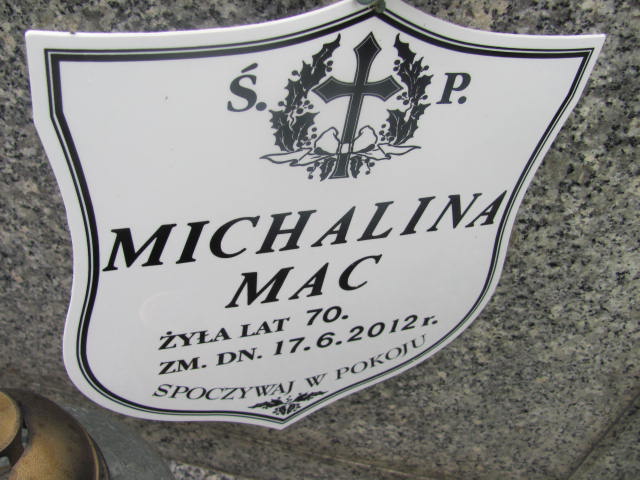 Ś. P.
MICHALINA
MAC
ŻYŁA LAT 70.
ZM. DN. 17.6.2012 r.
SPOCZYWAJ W POKOJU